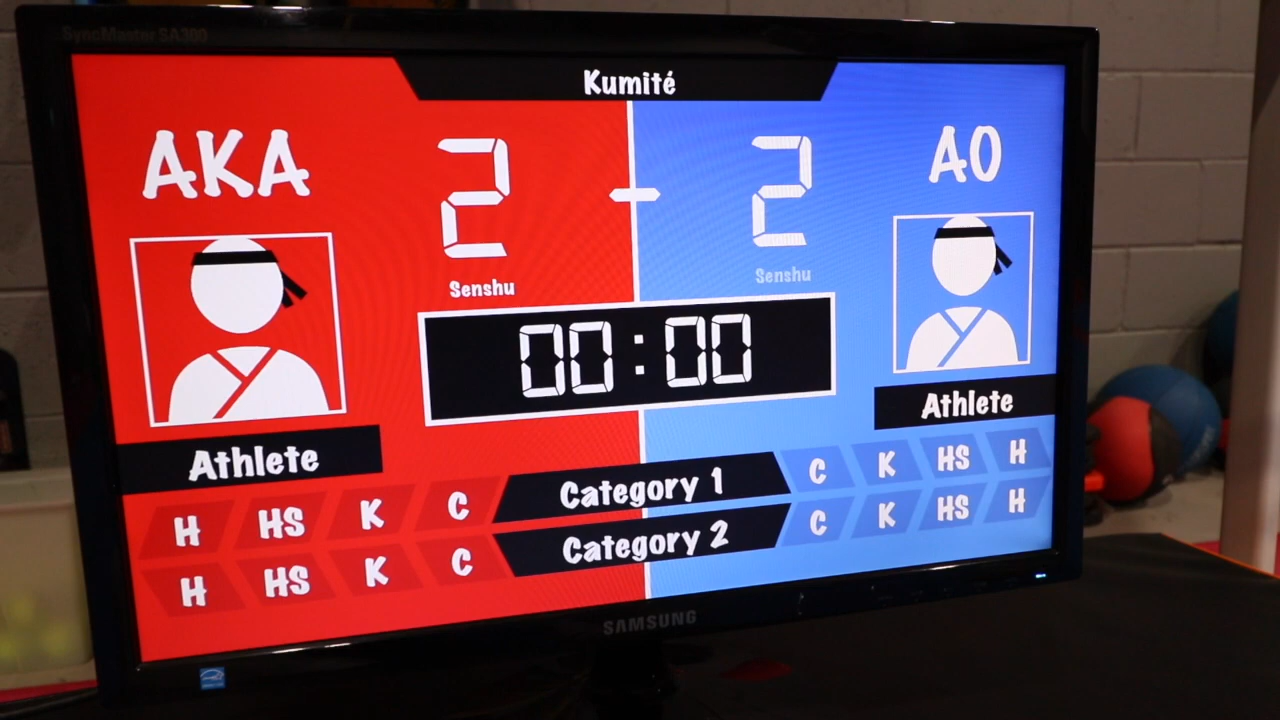 SyncMaster SA300
Kumité
AKA
2 - 2
AO
Senshu
Senshu
00:00
Athlete
Athlete
H HS K C Category 1 C K HS H
H HS K C Category 2 C K HS H
SAMSUNG